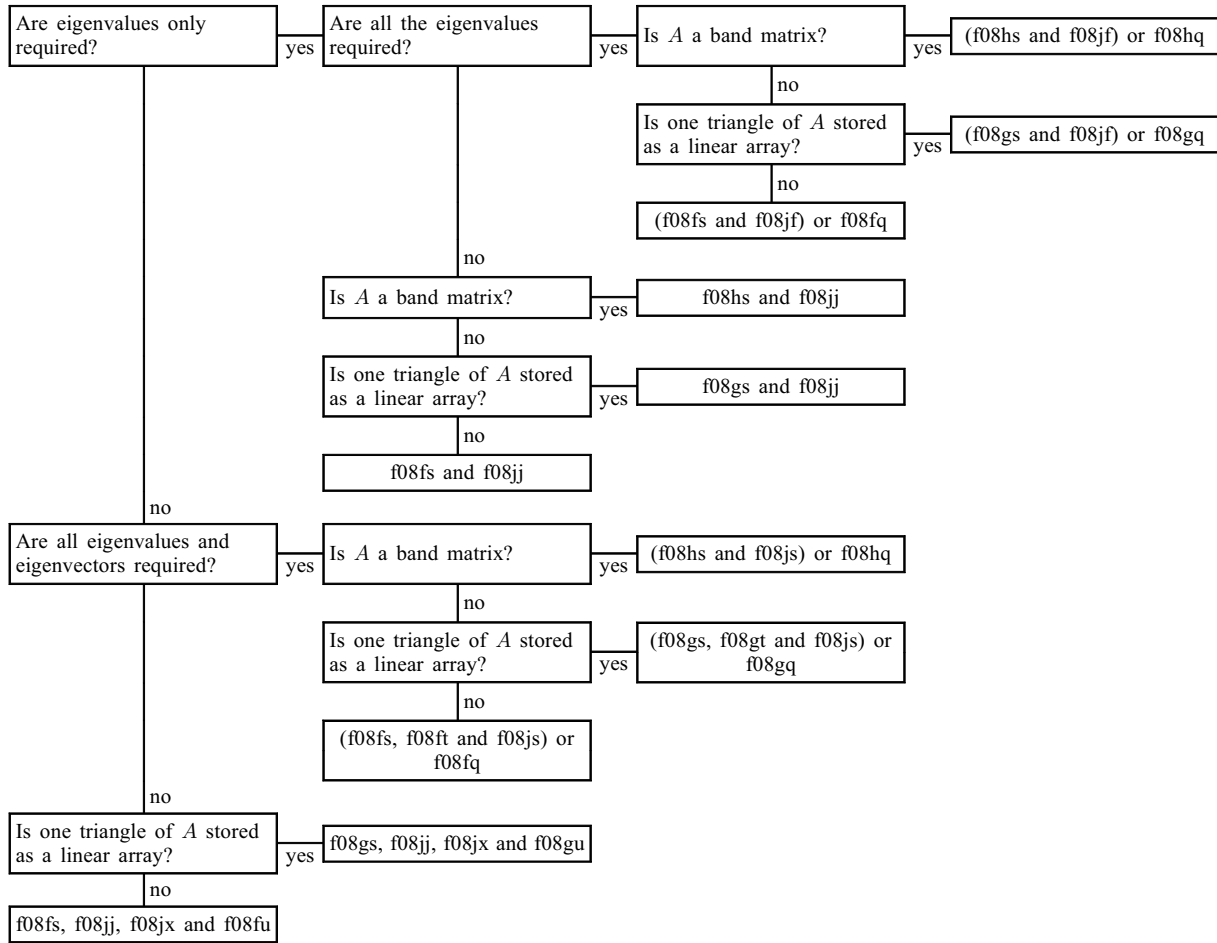 Are eigenvalues only
required?
yes
Are all the eigenvalues
required?
yes
Is A a band matrix?
yes
(f08hs and f08jf) or f08hq
no
Is one triangle of A stored
as a linear array?
yes
(f08gs and f08jf) or f08gq
no
(f08fs and f08jf) or f08fq
no
Is A a band matrix?
yes
f08hs and f08jj
no
Is one triangle of A stored
as a linear array?
yes
f08gs and f08jj
no
f08fs and f08jj
no
Are all eigenvalues and
eigenvectors required?
yes
Is A a band matrix?
yes
(f08hs and f08js) or f08hq
no
Is one triangle of A stored
as a linear array?
yes
(f08gs, f08gt and f08js) or
f08gq
no
(f08fs, f08ft and f08js) or
f08fq
no
Is one triangle of A stored
as a linear array?
yes
f08gs, f08jj, f08jx and f08gu
no
f08fs, f08jj, f08jx and f08fu